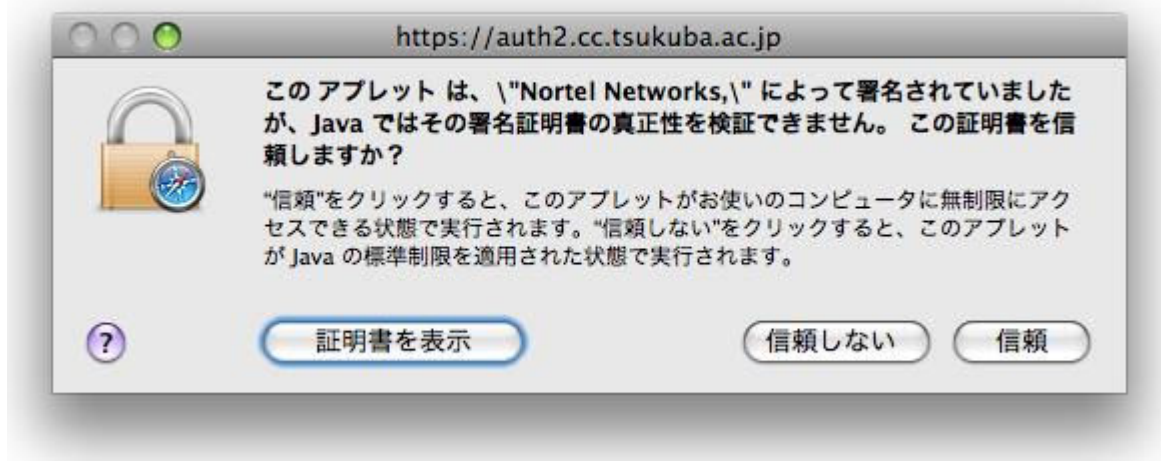 https://auth2.cc.tsukuba.ac.jp
この アプレット は、\"Nortel Networks,\" によって署名されていました
が、Java ではその署名証明書の真正性を検証できません。 この証明書を信
頼しますか？
“信頼"をクリックすると、このアプレットがお使いのコンピュータに無制限にアク
セスできる状態で実行されます。“信頼しない"をクリックすると、このアプレット
が Java の標準制限を適用された状態で実行されます。
?
証明書を表示
信頼しない
信頼